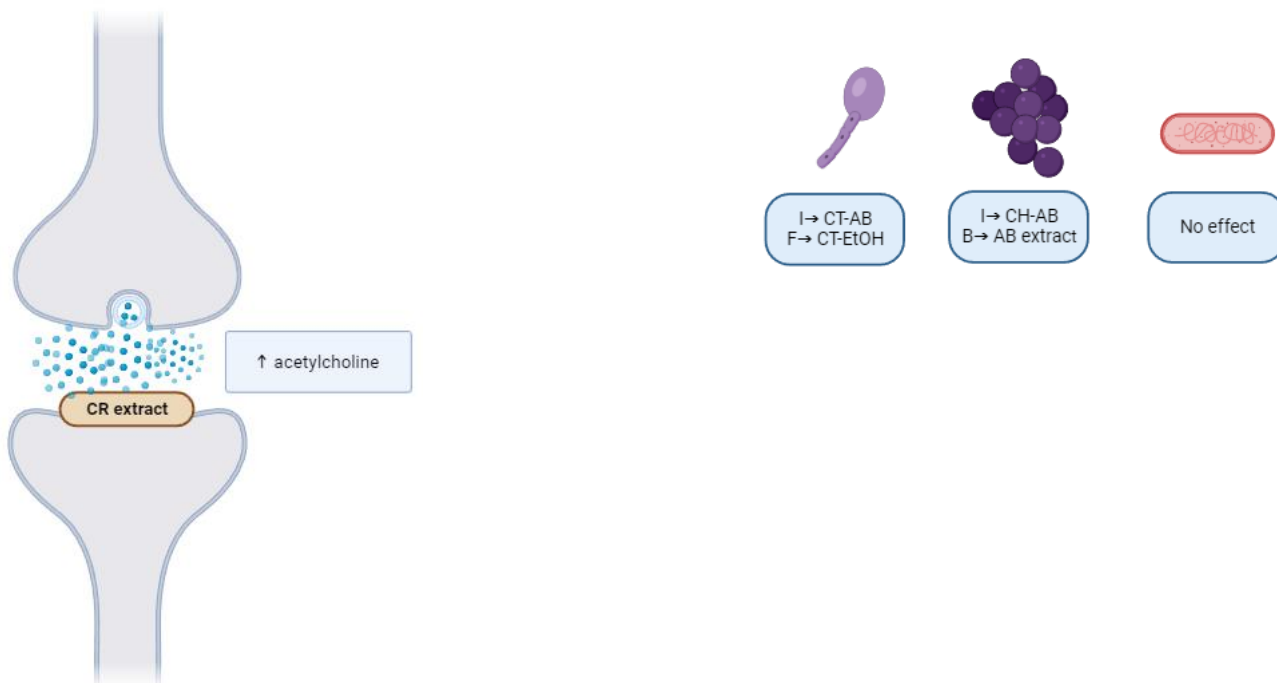 I→ CT-AB
F→ CT-EtOH
I→ CH-AB
B→ AB extract
No effect
↑ acetylcholine
CR extract